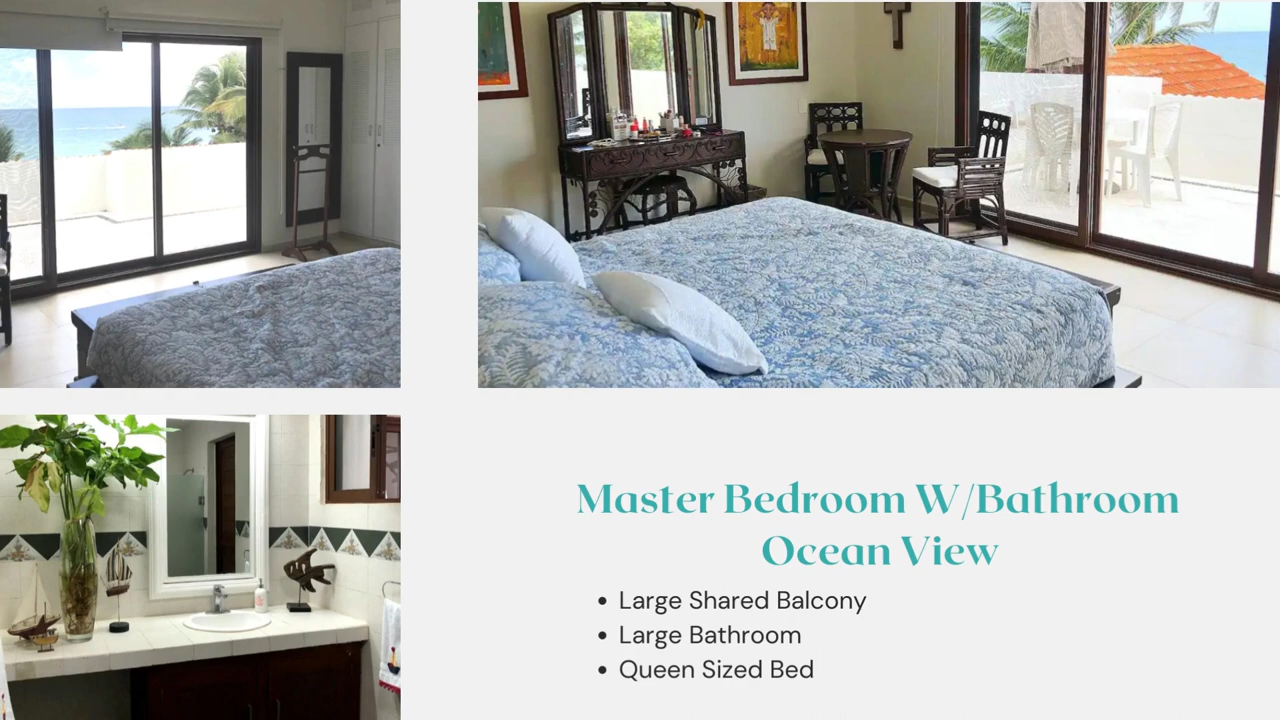 Master Bedroom W/Bathroom
Ocean View
• Large Shared Balcony
• Large Bathroom
• Queen Sized Bed